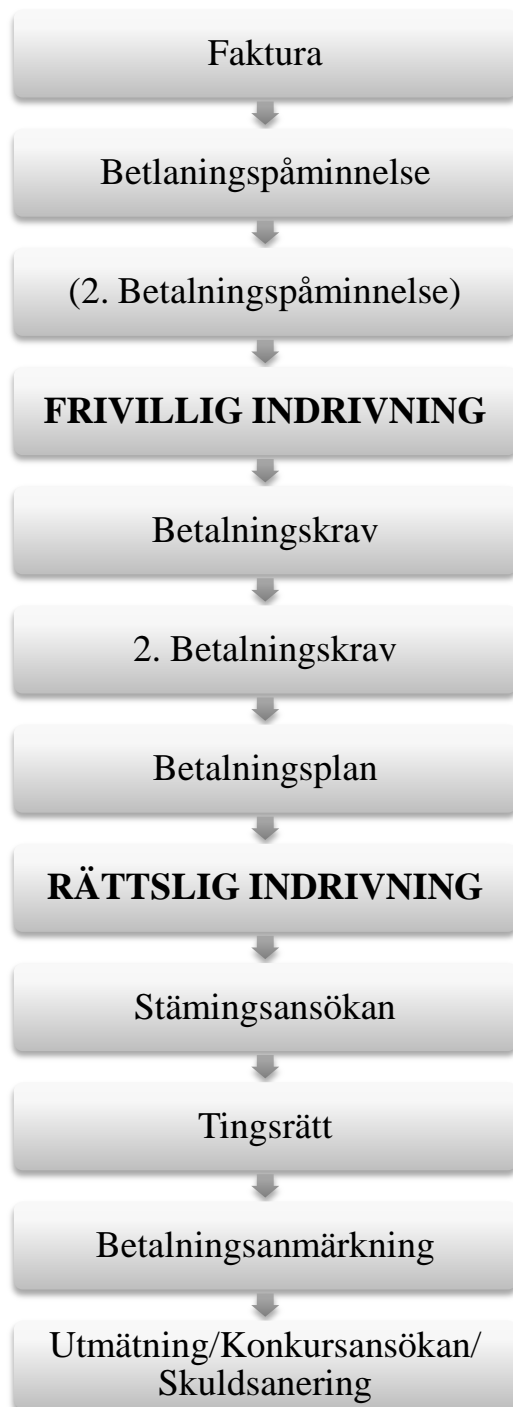 Faktura
Betlaningspåminnelse
(2. Betalningspåminnelse)
FRIVILLIG INDRIVNING
Betalningskrav
2. Betalningskrav
Betalningsplan
RÄTTSLIG INDRIVNING
Stämingsansökan
Tingsrätt
Betalningsanmärkning
Utmätning/Konkursansökan/
Skuldsanering